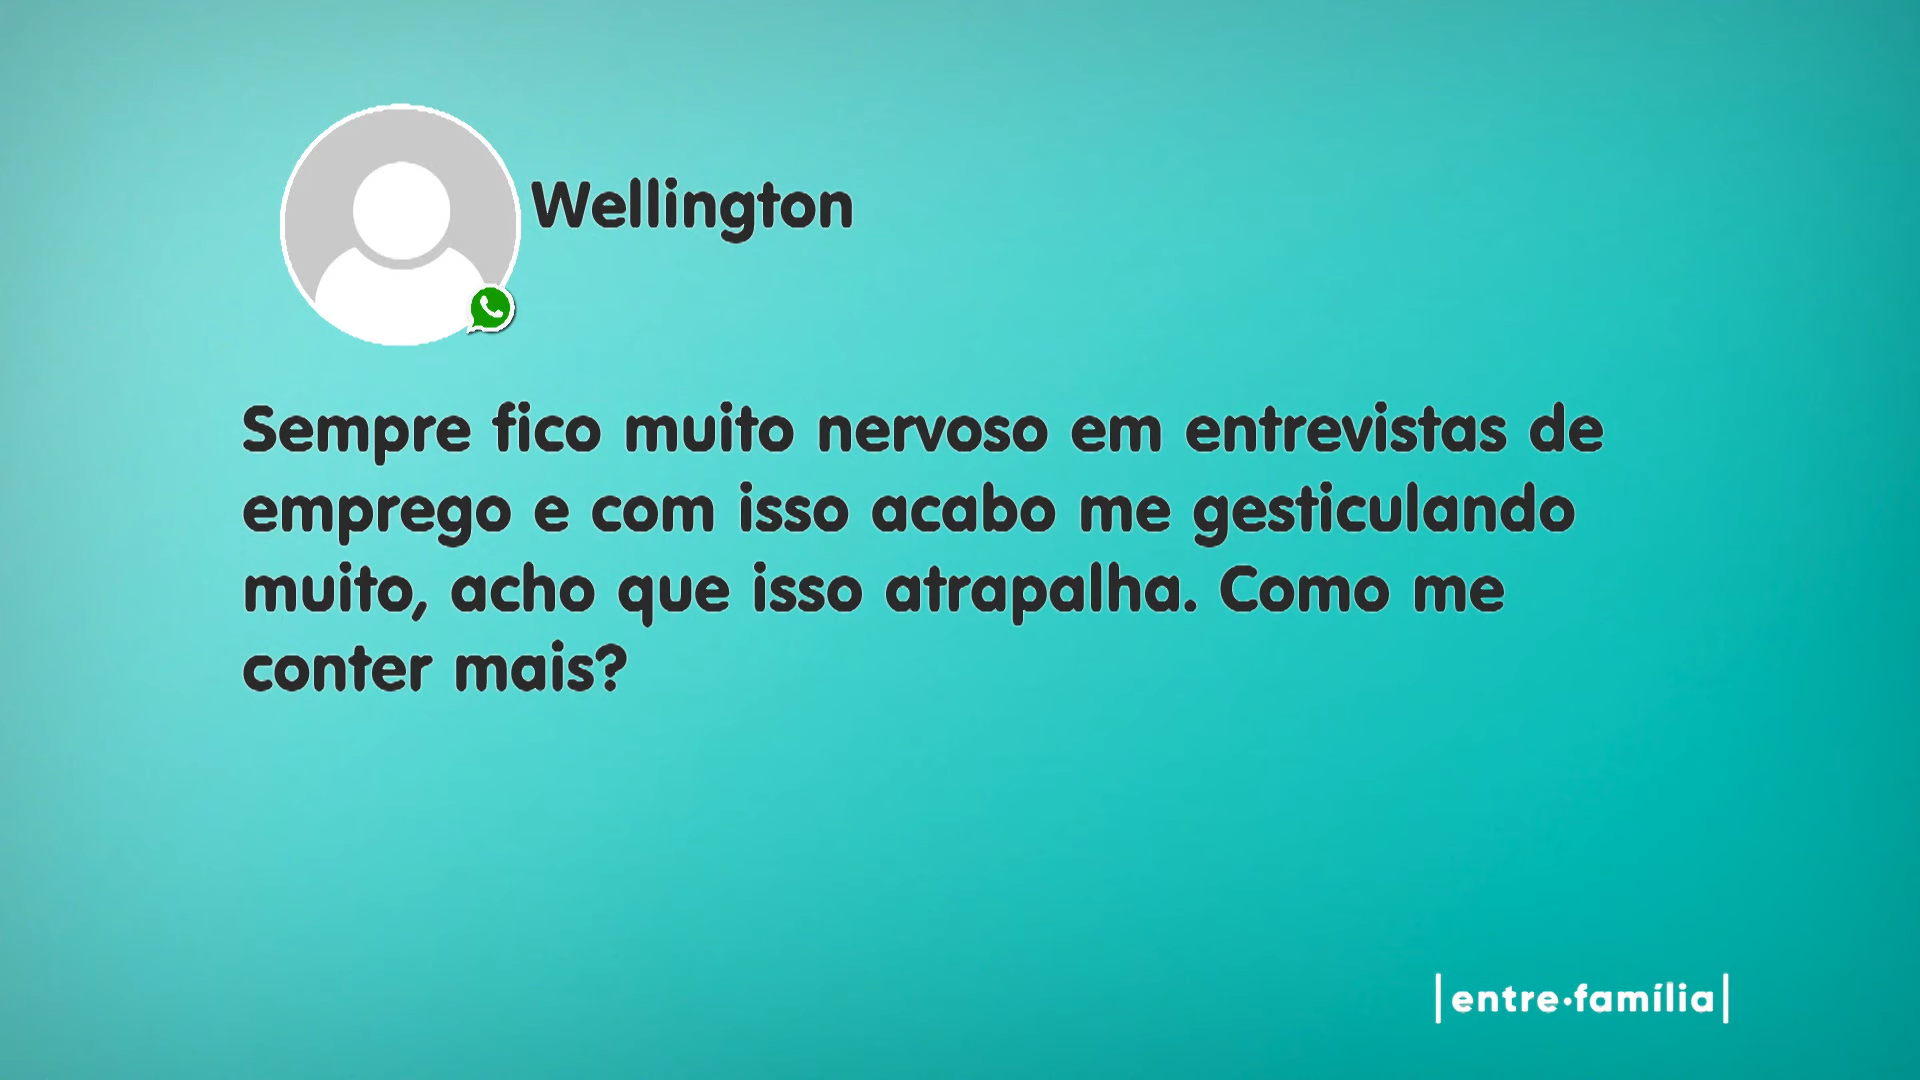 Wellington
Sempre fico muito nervoso em entrevistas de
emprego e com isso acabo me gesticulando
muito, acho que isso atrapalha. Como me
conter mais?
|entre•família|